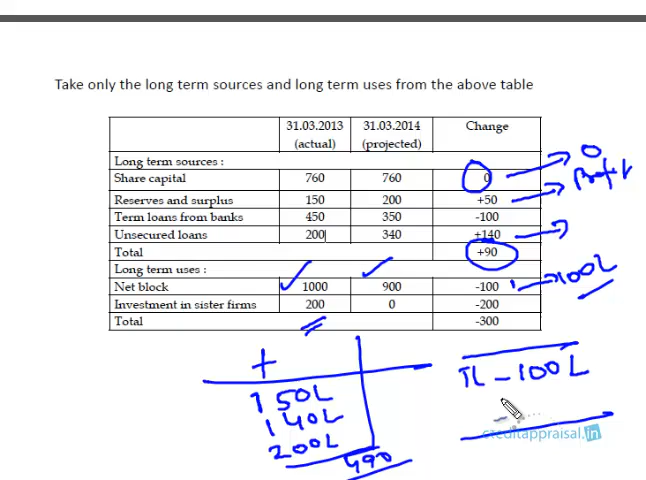 Take only the long term sources and long term uses from the above table
31.03.2013 31.03.2014 Change
(actual) (projected)
Long term sources :
Share capital 760 760 0
Reserves and surplus 150 200 +50
Term loans from banks 450 350 -100
Unsecured loans 200 340 +140
Total +90
Long term uses :
Net block 1000 900 -100
Investment in sister firms 200 0 -200
Total -300
0
Profit
100L
+
150L
140L
200L
490
TL - 100L
creditappraisal.in